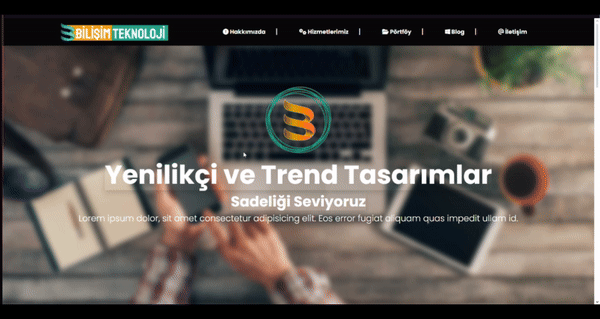 BİLİŞİM TEKNOLOJİ
Hakkımızda | Hizmetlerimiz | Pörtföy | Blog | @ İletişim
Yenilikçi ve Trend Tasarımlar
Sadeliği Seviyoruz
Lorem ipsum dolor, sit amet consectetur adipisicing elit. Eos error fugiat aliquam quas impedit ullam id.